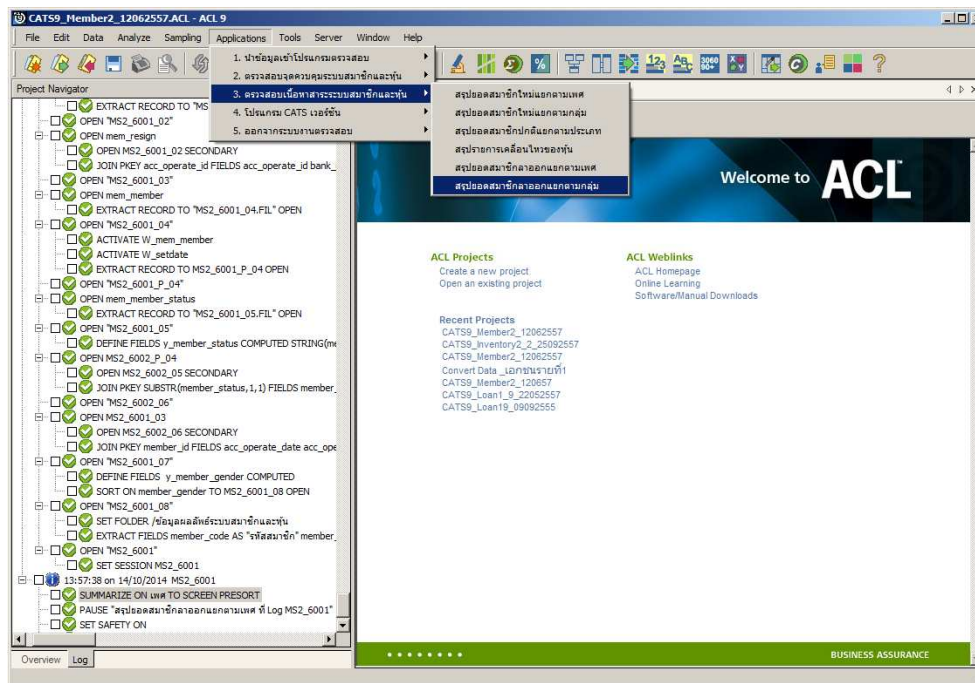 CATS9_Member2_12062557.ACL - ACL 9
File Edit Data Analyze Sampling Applications Tools Server Window Help
1. นำข้อมูลเข้าโปรแกรมตรวจสอบ
2. ตรวจสอบจุดควบคุมระบบสมาชิกและหุ้น
3. ตรวจสอบเนื้อหาสาระระบบสมาชิกและหุ้น
4. โปรแกรม CATS เวอร์ชั่น
5. ออกจากระบบงานตรวจสอบ
สรุปยอดสมาชิกใหม่แยกตามเพศ
สรุปยอดสมาชิกใหม่แยกตามกลุ่ม
สรุปยอดสมาชิกปกติแยกตามประเภท
สรุปรายการเคลื่อนไหวของหุ้น
สรุปยอดสมาชิกลาออกแยกตามเพศ
สรุปยอดสมาชิกลาออกแยกตามกลุ่ม
Project Navigator
EXTRACT RECORD TO "MS
OPEN "MS2_6001_02"
OPEN mem_resign
OPEN MS2_6001_02 SECONDARY
JOIN PKEY acc_operate_id FIELDS acc_operate_id bank_
OPEN "MS2_6001_03"
OPEN mem_member
EXTRACT RECORD TO "MS2_6001_04.FIL" OPEN
OPEN "MS2_6001_04"
ACTIVATE W_mem_member
ACTIVATE W_setdate
EXTRACT RECORD TO MS2_6001_P_04 OPEN
OPEN "MS2_6001_P_04"
OPEN mem_member_status
EXTRACT RECORD TO "MS2_6001_05.FIL" OPEN
OPEN "MS2_6001_05"
DEFINE FIELDS y_member_status COMPUTED STRING(me
OPEN MS2_6002_P_04
OPEN MS2_6002_05 SECONDARY
JOIN PKEY SUBSTR(member_status,1,1) FIELDS member_
OPEN "MS2_6002_06"
OPEN MS2_6001_03
OPEN MS2_6002_06 SECONDARY
JOIN PKEY member_id FIELDS acc_operate_date acc_ope
OPEN "MS2_6001_07"
DEFINE FIELDS y_member_gender COMPUTED
SORT ON member_gender TO MS2_6001_08 OPEN
OPEN "MS2_6001_08"
SET FOLDER /ข้อมูลผลลัพธ์ระบบสมาชิกและหุ้น
EXTRACT FIELDS member_code AS "รหัสสมาชิก" member_
OPEN "MS2_6001"
SET SESSION MS2_6001
13:57:38 on 14/10/2014 MS2_6001
SUMMARIZE ON เพศ TO SCREEN PRESORT
PAUSE "สรุปยอดสมาชิกลาออกแยกตามเพศ ที่ Log MS2_6001"
SET SAFETY ON
Overview Log
Welcome to ACL™
ACL Projects
Create a new project
Open an existing project
Recent Projects
CATS9_Member2_12062557
CATS9_Inventory2_2_25092557
CATS9_Member2_12062557
Convert Data _เอกชนรายที่1
CATS9_Member2_120657
CATS9_Loan1_9_22052557
CATS9_Loan19_09092555
ACL Weblinks
ACL Homepage
Online Learning
Software/Manual Downloads
BUSINESS ASSURANCE